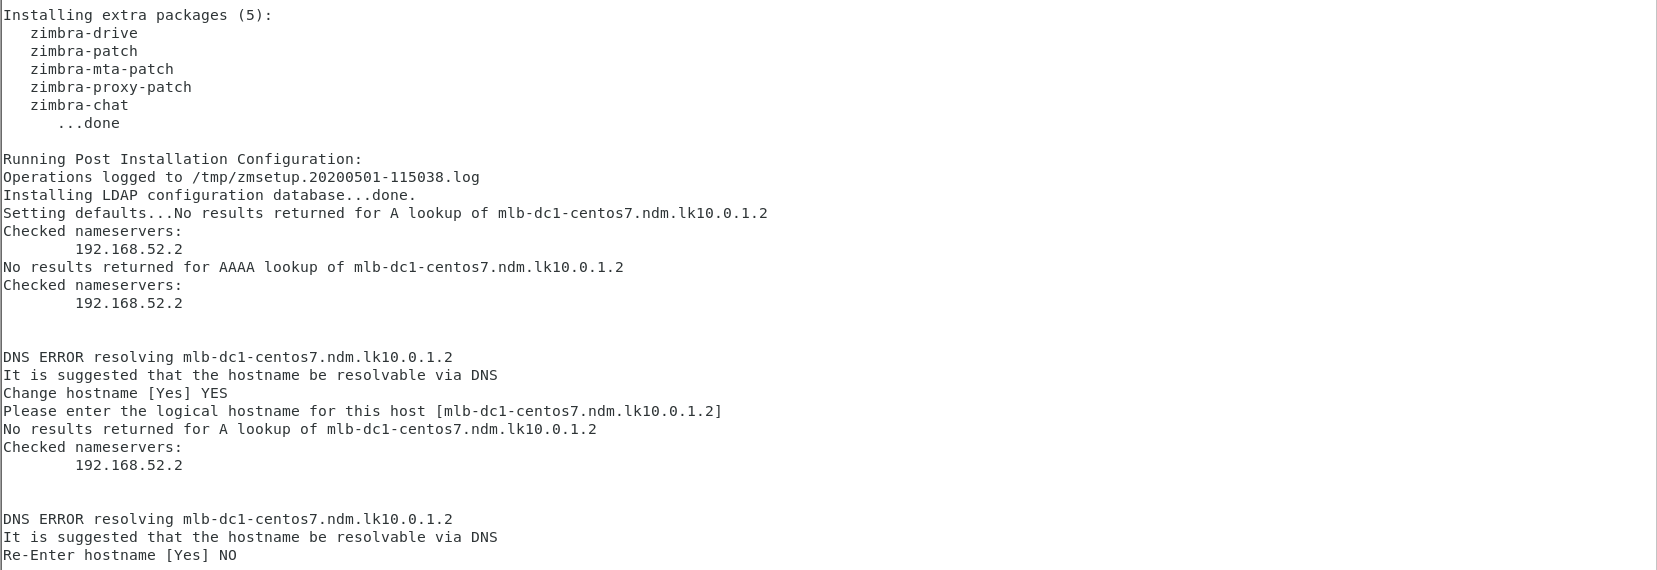 Installing extra packages (5):
zimbra-drive
zimbra-patch
zimbra-mta-patch
zimbra-proxy-patch
zimbra-chat
...done
Running Post Installation Configuration:
Operations logged to /tmp/zmsetup.20200501-115038.log
Installing LDAP configuration database...done.
Setting defaults...No results returned for A lookup of mlb-dc1-centos7.ndm.lk10.0.1.2
Checked nameservers:
192.168.52.2
No results returned for AAAA lookup of mlb-dc1-centos7.ndm.lk10.0.1.2
Checked nameservers:
192.168.52.2
DNS ERROR resolving mlb-dc1-centos7.ndm.lk10.0.1.2
It is suggested that the hostname be resolvable via DNS
Change hostname [Yes] YES
Please enter the logical hostname for this host [mlb-dc1-centos7.ndm.lk10.0.1.2]
No results returned for A lookup of mlb-dc1-centos7.ndm.lk10.0.1.2
Checked nameservers:
192.168.52.2
DNS ERROR resolving mlb-dc1-centos7.ndm.lk10.0.1.2
It is suggested that the hostname be resolvable via DNS
Re-Enter hostname [Yes] NO